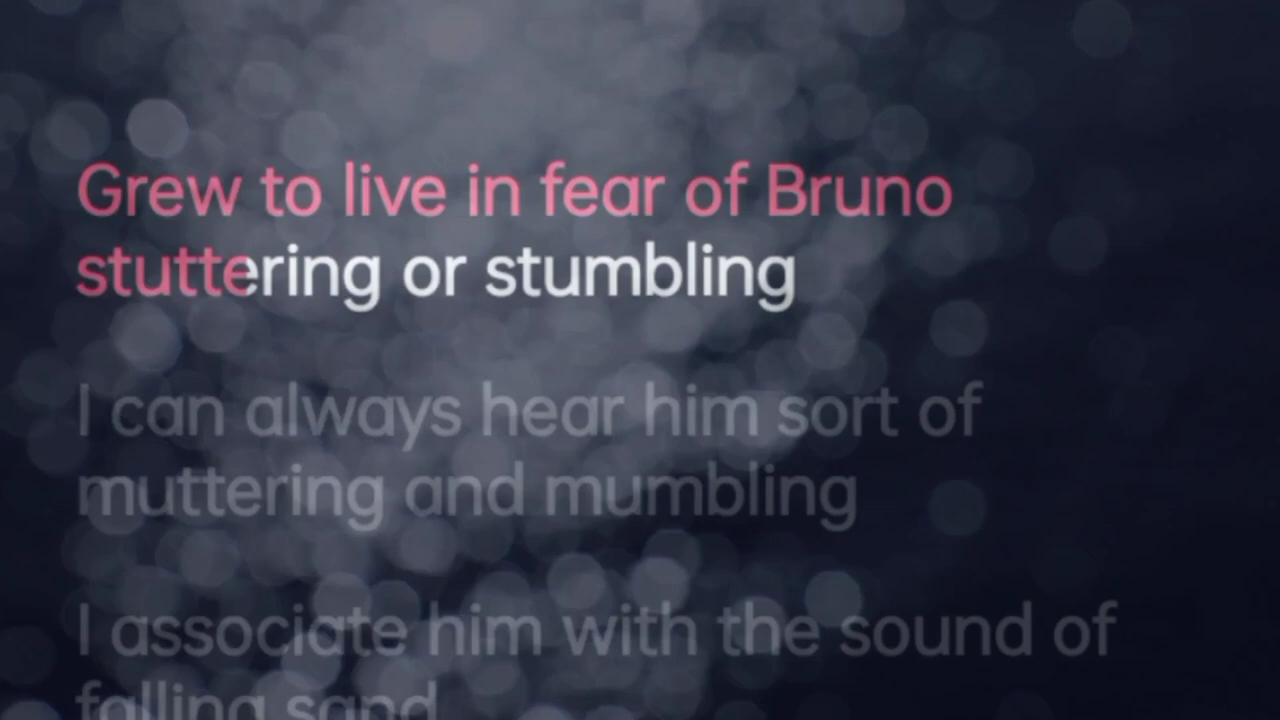 Grew to live in fear of Bruno
stuttering or stumbling
I can always hear him sort of
muttering and mumbling
I associate him with the sound of
falling sand